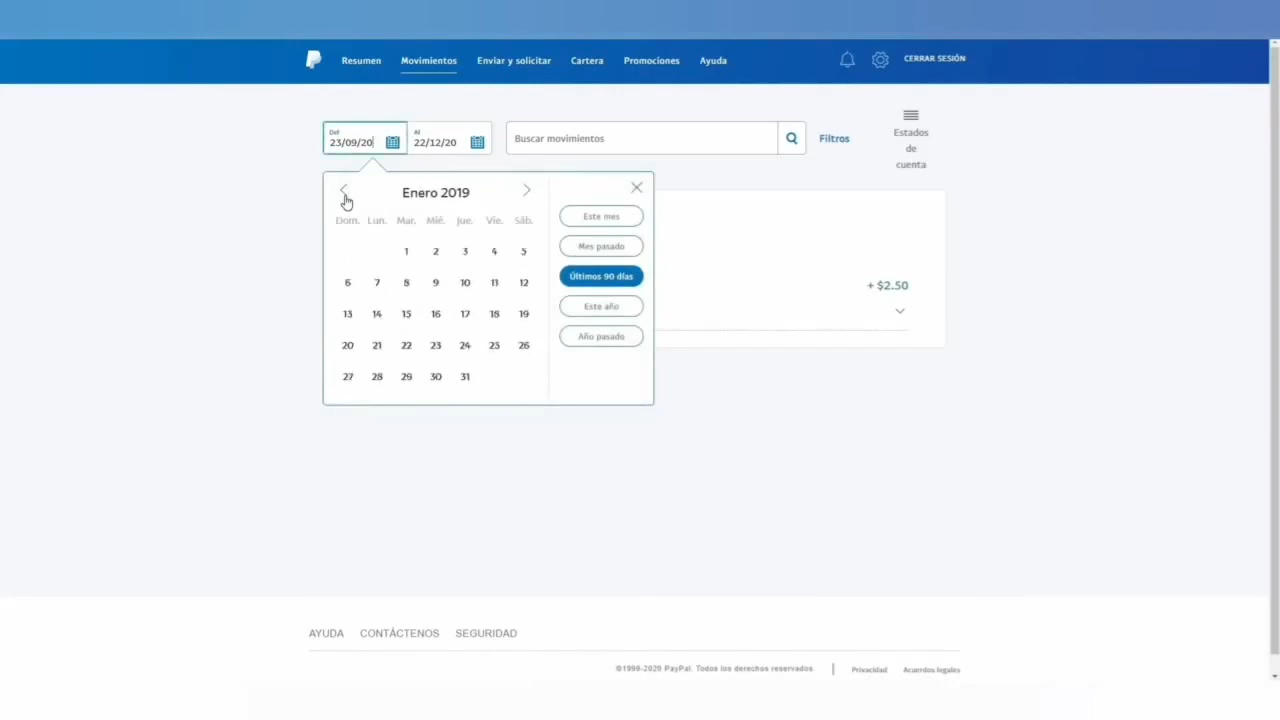 Resumen Movimientos Enviar y solicitar Cartera Promociones Ayuda CERRAR SESIÓN
Del
23/09/20
Al
22/12/20
Buscar movimientos
Filtros
Estados
de
cuenta
Enero 2019
Dom. Lun. Mar. Mié. Jue. Vie. Sáb.
1 2 3 4 5
6 7 8 9 10 11 12
13 14 15 16 17 18 19
20 21 22 23 24 25 26
27 28 29 30 31
Este mes
Mes pasado
Últimos 90 días
Este año
Año pasado
+ $2.50
AYUDA CONTÁCTENOS SEGURIDAD
©1999-2020 PayPal. Todos los derechos reservados. Privacidad Acuerdos legales